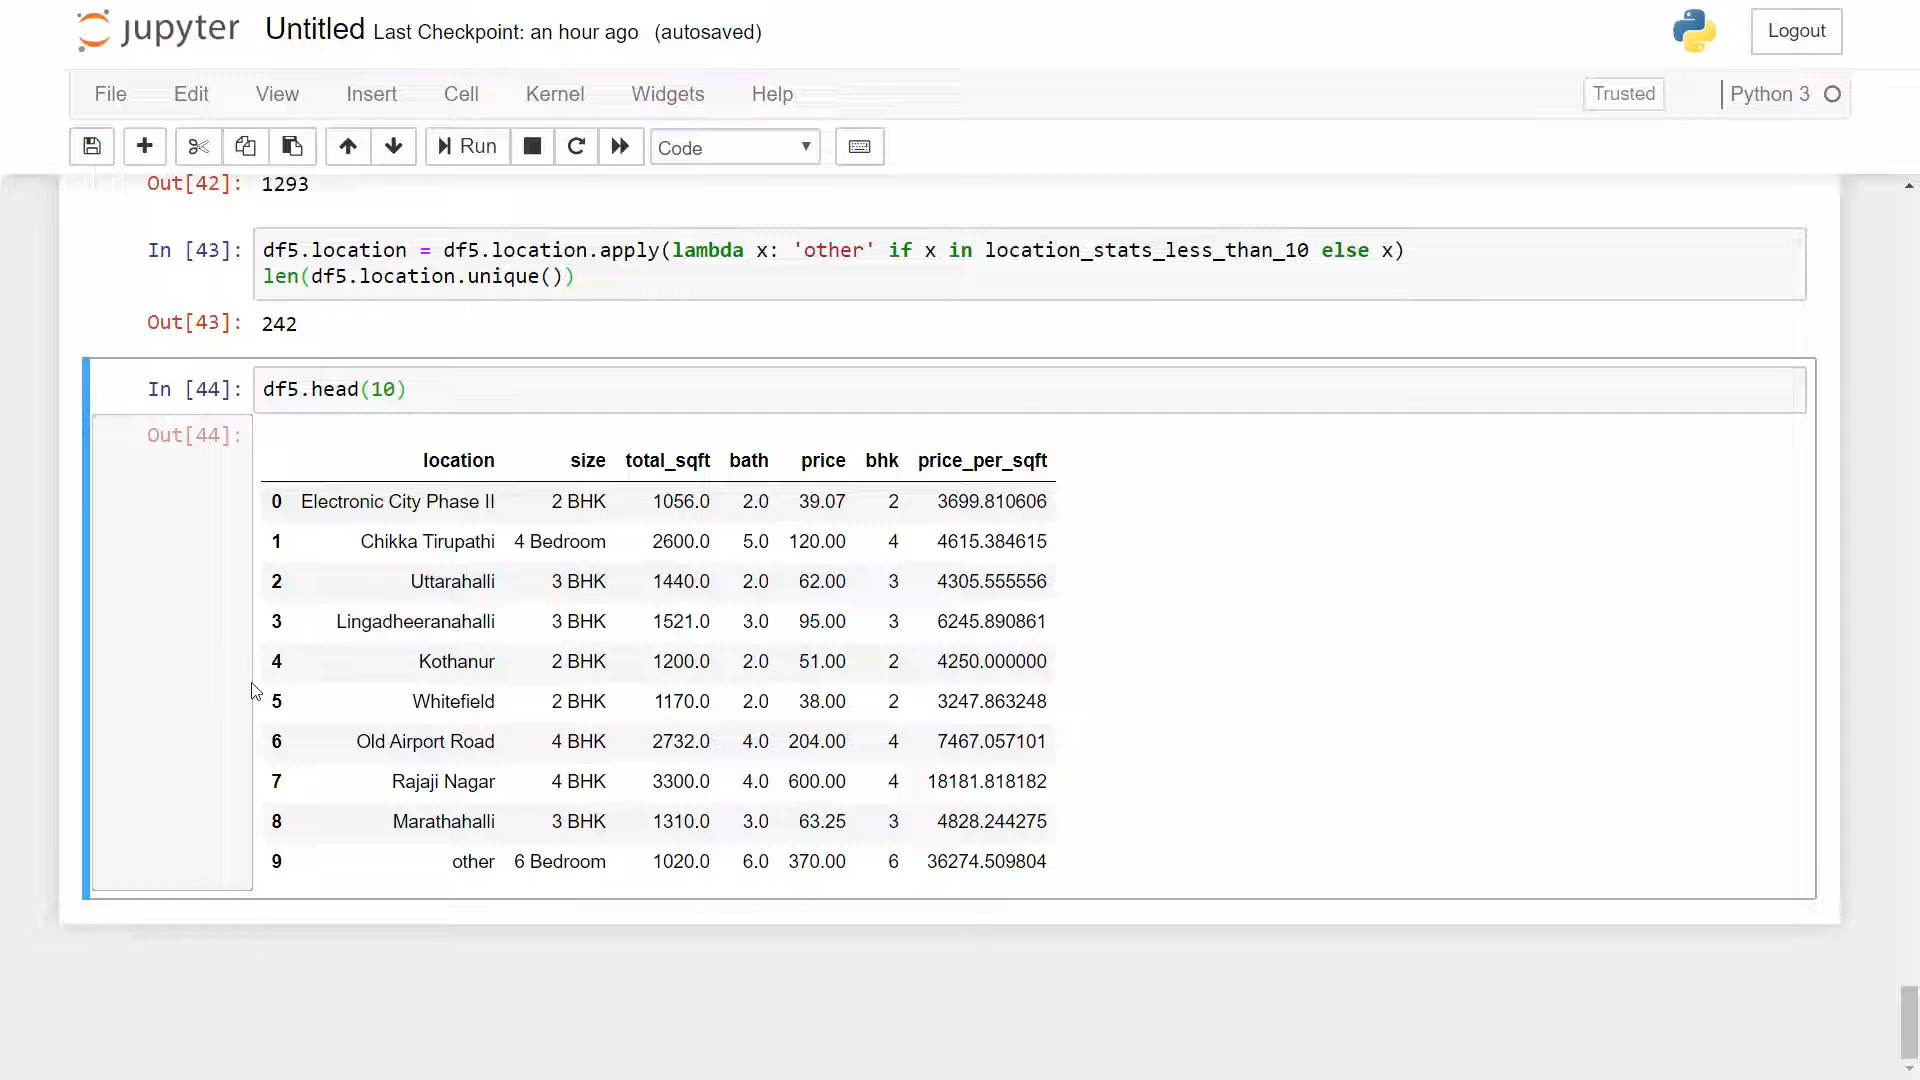 jupyter Untitled Last Checkpoint: an hour ago (autosaved) Logout
File Edit View Insert Cell Kernel Widgets Help Trusted Python 3
Run Code
Out[42]: 1293
In [43]: df5.location = df5.location.apply(lambda x: 'other' if x in location_stats_less_than_10 else x)
len(df5.location.unique())
Out[43]: 242
In [44]: df5.head(10)
Out[44]:
location size total_sqft bath price bhk price_per_sqft
0 Electronic City Phase II 2 BHK 1056.0 2.0 39.07 2 3699.810606
1 Chikka Tirupathi 4 Bedroom 2600.0 5.0 120.00 4 4615.384615
2 Uttarahalli 3 BHK 1440.0 2.0 62.00 3 4305.555556
3 Lingadheeranahalli 3 BHK 1521.0 3.0 95.00 3 6245.890861
4 Kothanur 2 BHK 1200.0 2.0 51.00 2 4250.000000
5 Whitefield 2 BHK 1170.0 2.0 38.00 2 3247.863248
6 Old Airport Road 4 BHK 2732.0 4.0 204.00 4 7467.057101
7 Rajaji Nagar 4 BHK 3300.0 4.0 600.00 4 18181.818182
8 Marathahalli 3 BHK 1310.0 3.0 63.25 3 4828.244275
9 other 6 Bedroom 1020.0 6.0 370.00 6 36274.509804